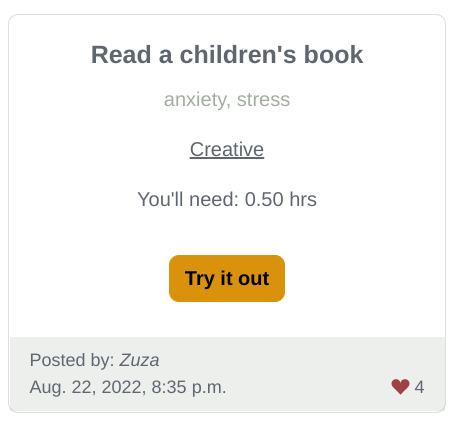 Read a children's book
anxiety, stress
Creative
You'll need: 0.50 hrs
Try it out
Posted by: Zuza
Aug. 22, 2022, 8:35 p.m.
4